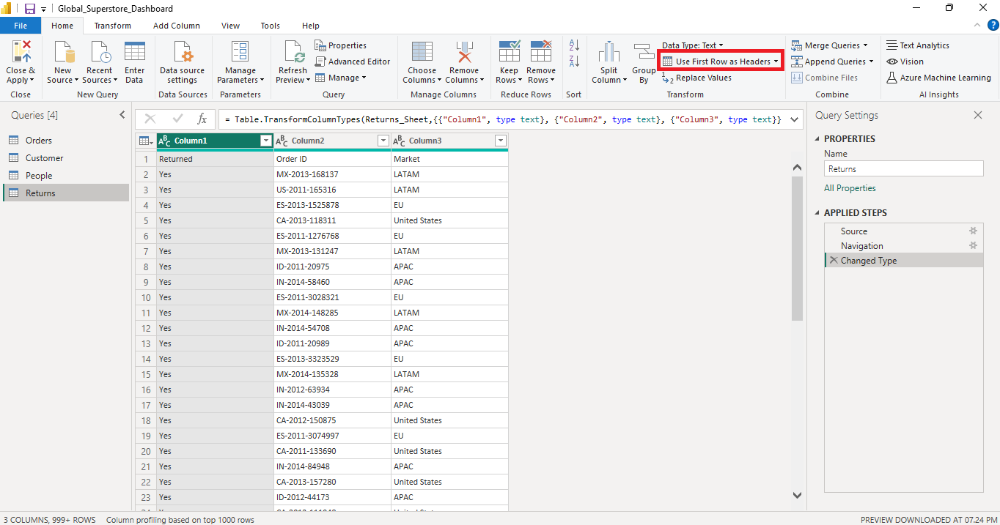 Global_Superstore_Dashboard
File Home Transform Add Column View Tools Help
Close & Apply
New Source
Recent Sources
Enter Data
Data source settings
Manage Parameters
Refresh Preview
Properties
Advanced Editor
Manage
Choose Columns
Remove Columns
Keep Rows
Remove Rows
Split Column
Group By
Data Type: Text
Use First Row as Headers
Replace Values
Merge Queries
Append Queries
Combine Files
Text Analytics
Vision
Azure Machine Learning
Close New Query Data Sources Parameters Query Manage Columns Reduce Rows Sort Transform Combine AI Insights
Queries [4]
Orders
Customer
People
Returns
= Table.TransformColumnTypes(Returns_Sheet,{{"Column1", type text}, {"Column2", type text}, {"Column3", type text}}
Column1 Column2 Column3
1 Returned Order ID Market
2 Yes MX-2013-168137 LATAM
3 Yes US-2011-165316 LATAM
4 Yes ES-2013-1525878 EU
5 Yes CA-2013-118311 United States
6 Yes ES-2011-1276768 EU
7 Yes MX-2013-131247 LATAM
8 Yes ID-2011-20975 APAC
9 Yes IN-2014-58460 APAC
10 Yes ES-2011-3028321 EU
11 Yes MX-2014-148285 LATAM
12 Yes IN-2014-54708 APAC
13 Yes ID-2011-20989 APAC
14 Yes ES-2013-3323529 EU
15 Yes MX-2014-135328 LATAM
16 Yes IN-2012-63934 APAC
17 Yes IN-2014-43039 APAC
18 Yes CA-2012-150875 United States
19 Yes ES-2011-3074997 EU
20 Yes CA-2011-133690 United States
21 Yes IN-2014-84948 APAC
22 Yes CA-2013-157280 United States
23 Yes ID-2012-44173 APAC
Query Settings
PROPERTIES
Name
Returns
All Properties
APPLIED STEPS
Source
Navigation
Changed Type
3 COLUMNS, 999+ ROWS Column profiling based on top 1000 rows
PREVIEW DOWNLOADED AT 07.24 PM